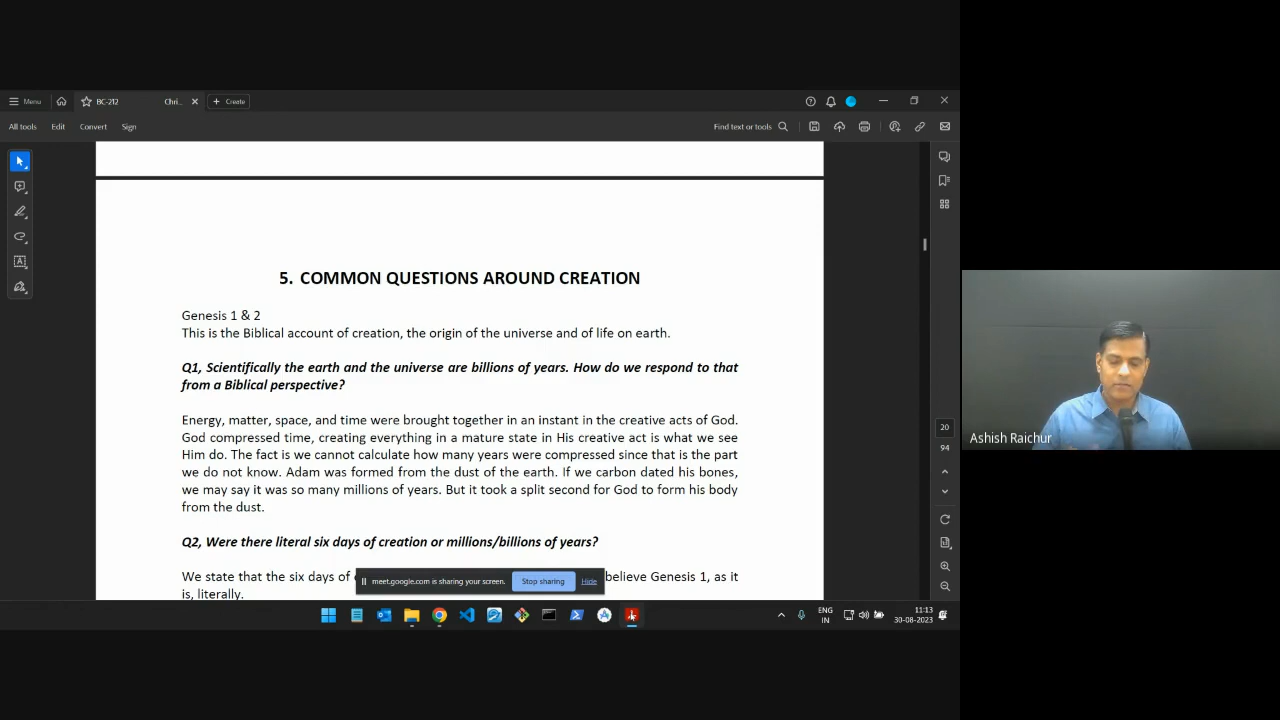 Menu
BC-212
Chri...
Create
All tools
Edit
Convert
Sign
Find text or tools
5. COMMON QUESTIONS AROUND CREATION
Genesis 1 & 2
This is the Biblical account of creation, the origin of the universe and of life on earth.
Q1, Scientifically the earth and the universe are billions of years. How do we respond to that
from a Biblical perspective?
Energy, matter, space, and time were brought together in an instant in the creative acts of God.
God compressed time, creating everything in a mature state in His creative act is what we see
Him do. The fact is we cannot calculate how many years were compressed since that is the part
we do not know. Adam was formed from the dust of the earth. If we carbon dated his bones,
we may say it was so many millions of years. But it took a split second for God to form his body
from the dust.
Q2, Were there literal six days of creation or millions/billions of years?
We state that the six days of
believe Genesis 1, as it
is, literally.
meet.google.com is sharing your screen.
Stop sharing
Hide
20
94
ENG
IN
11:13
30-08-2023
Ashish Raichur